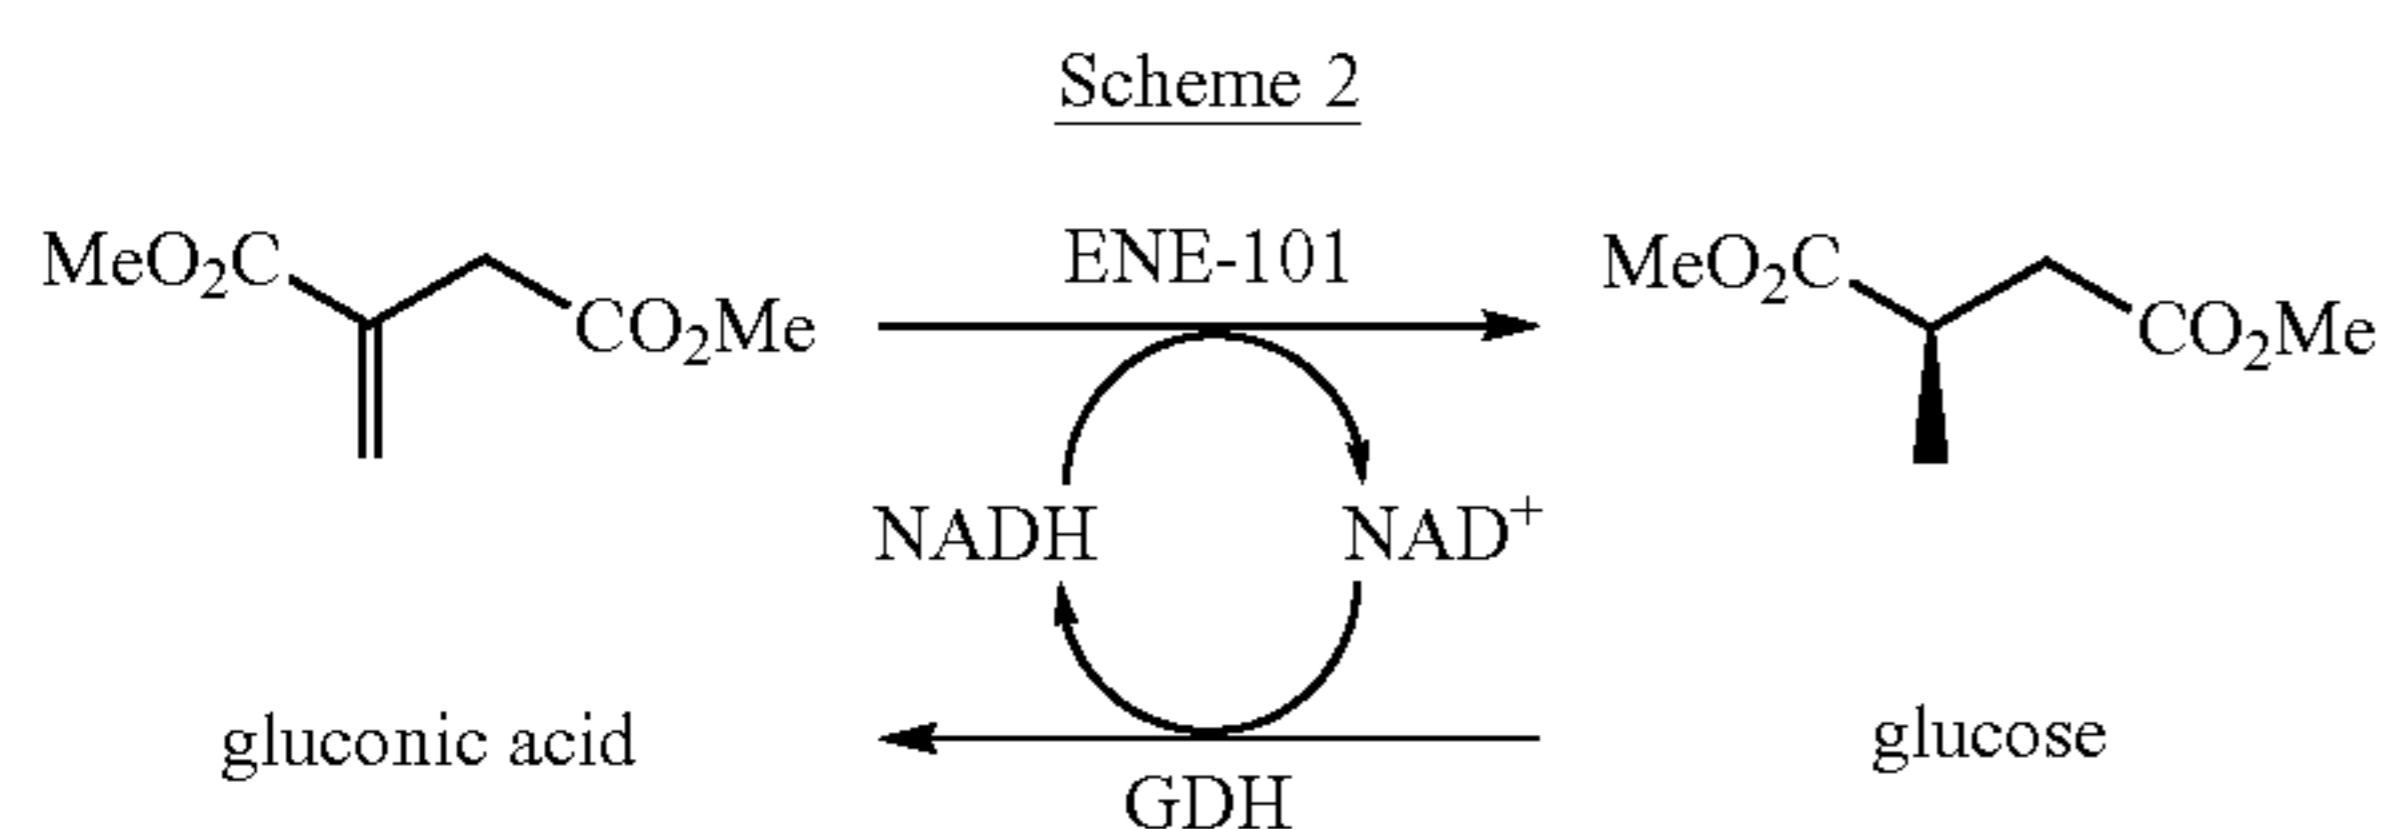 Scheme 2
ENE-101
MeO₂C CO₂Me MeO₂C CO₂Me
NADH NAD⁺
gluconic acid glucose
GDH